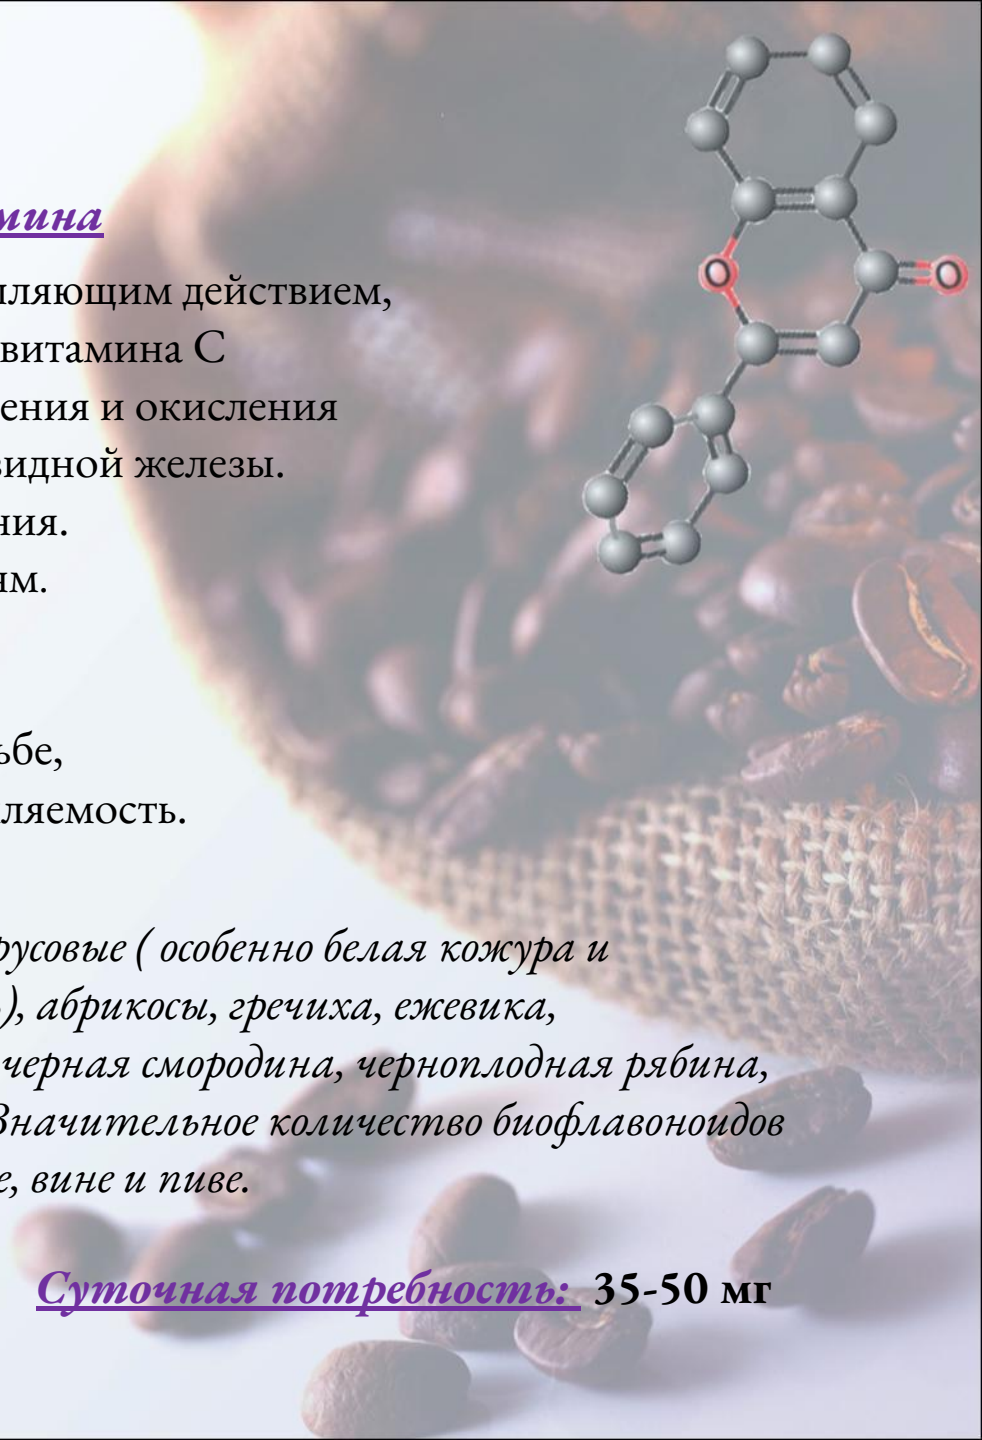 мина
ляющим действием,
витамина С
ения и окисления
видной железы.
ния.
ям.
ьбе,
ляемость.
русовые ( особенно белая кожура и
), абрикосы, гречиха, ежевика,
черная смородина, черноплодная рябина,
Значительное количество биофлавоноидов
е, вине и пиве.
Суточная потребность: 35-50 мг
O
O